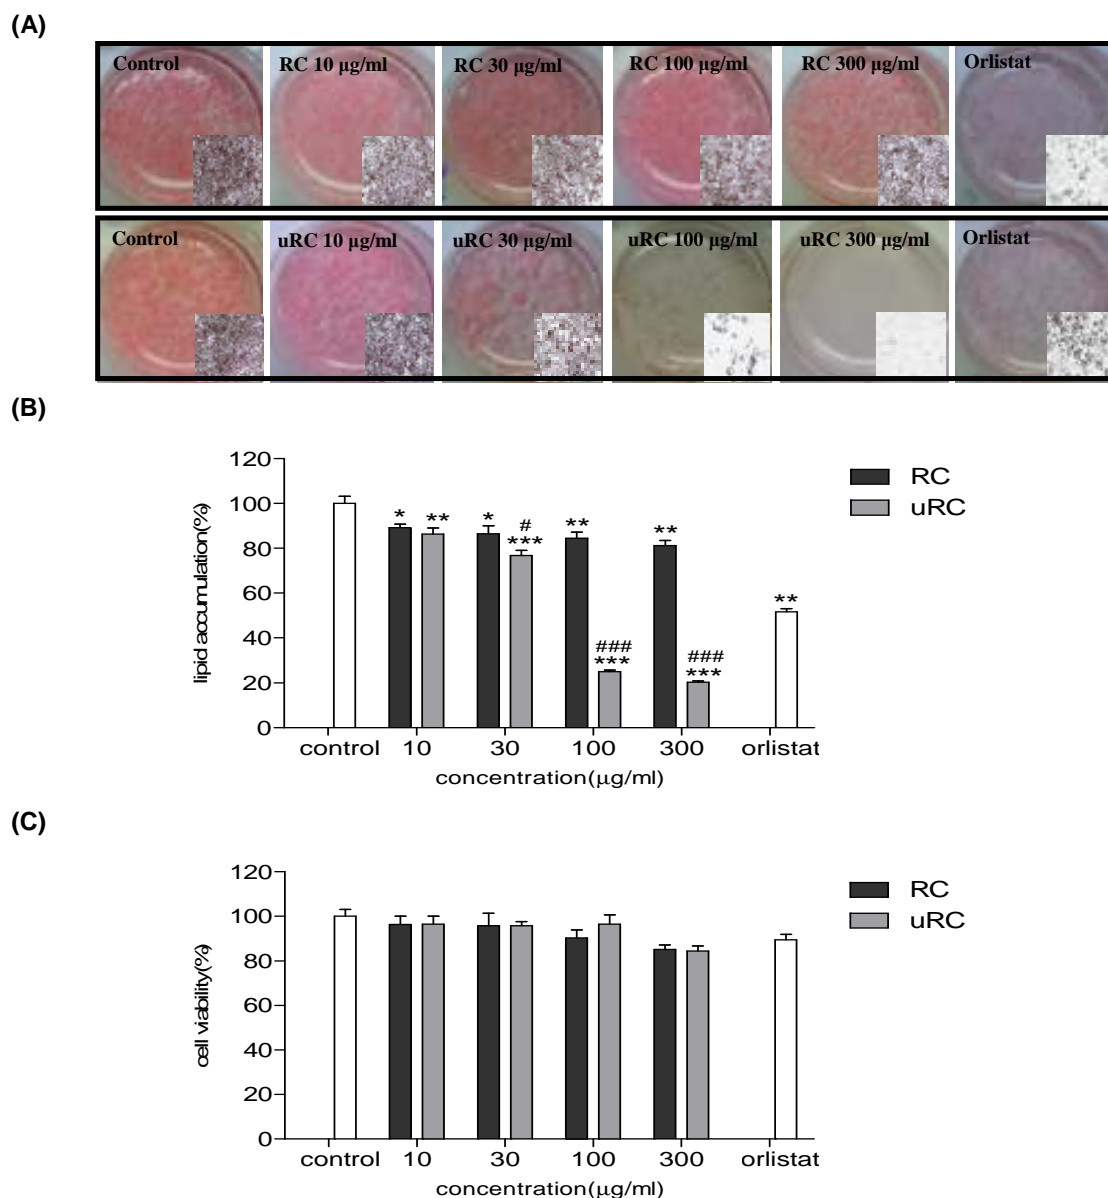 (A)
Control RC 10 μg/ml RC 30 μg/ml RC 100 μg/ml RC 300 μg/ml Orlistat
Control uRC 10 μg/ml uRC 30 μg/ml uRC 100 μg/ml uRC 300 μg/ml Orlistat
(B)
lipid accumulation(%)
120
100
80
60
40
20
0
* ** * # *** ** ### *** ** ### *** **
RC
uRC
control 10 30 100 300 orlistat
concentration(μg/ml)
(C)
cell viability(%)
120
100
80
60
40
20
0
RC
uRC
control 10 30 100 300 orlistat
concentration(μg/ml)